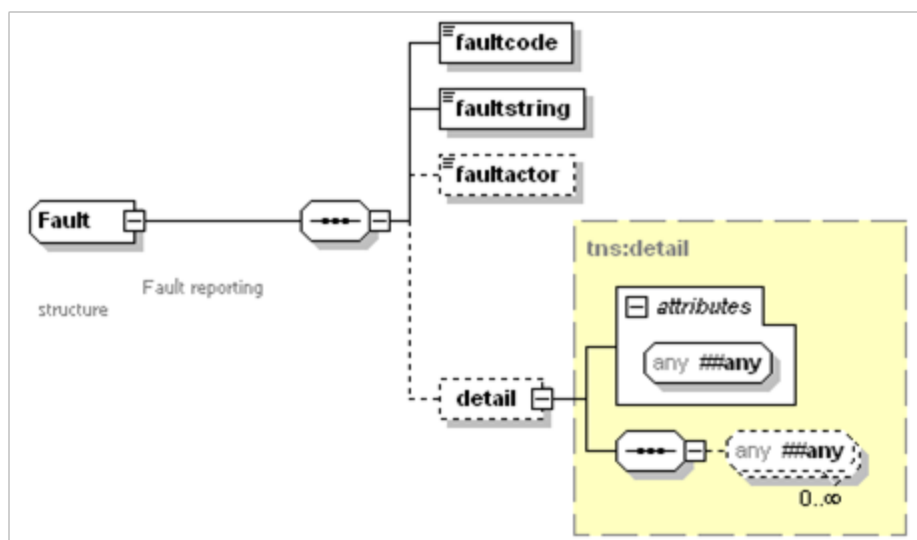 faultcode
faultstring
faultactor
Fault
Fault reporting
structure
tns:detail
attributes
any ##any
detail
any ##any
0..∞